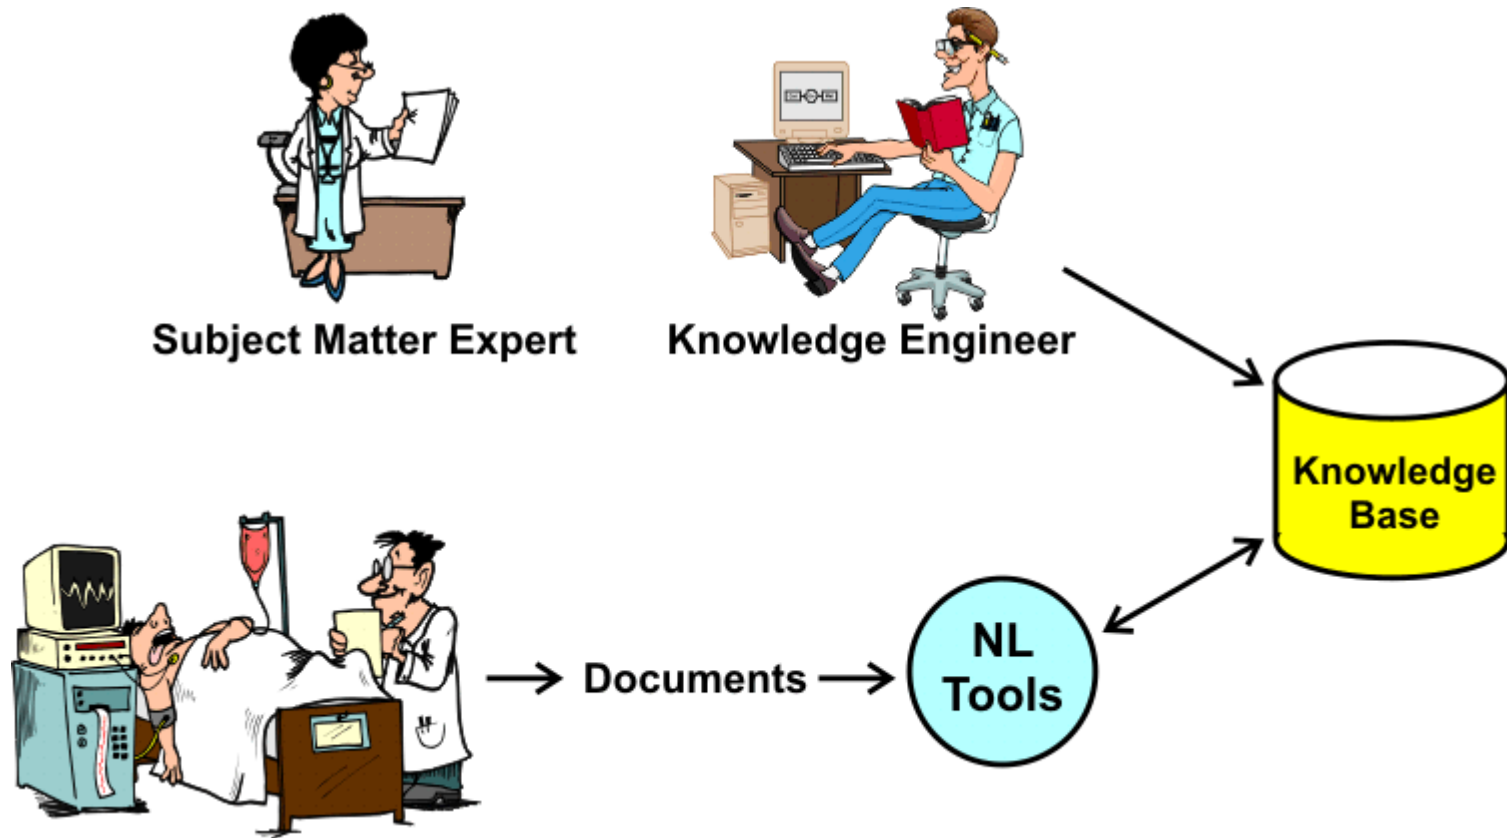 Subject Matter Expert
Knowledge Engineer
Knowledge
Base
Documents
NL
Tools